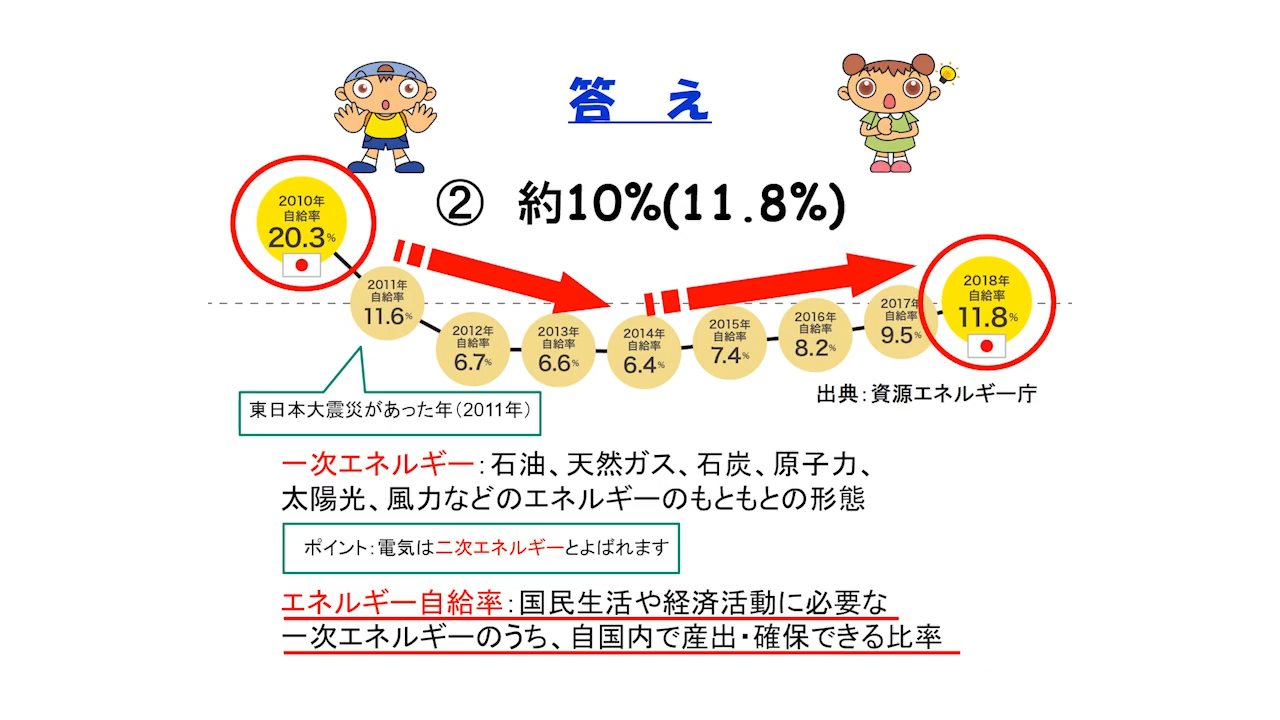 答　え
②　約10%(11.8%)
2010年
自給率
20.3%
2011年
自給率
11.6%
2012年
自給率
6.7%
2013年
自給率
6.6%
2014年
自給率
6.4%
2015年
自給率
7.4%
2016年
自給率
8.2%
2017年
自給率
9.5%
2018年
自給率
11.8%
出典：資源エネルギー庁
東日本大震災があった年（2011年）
一次エネルギー：石油、天然ガス、石炭、原子力、
太陽光、風力などのエネルギーのもともとの形態
ポイント：電気は二次エネルギーとよばれます
エネルギー自給率：国民生活や経済活動に必要な
一次エネルギーのうち、自国内で産出・確保できる比率